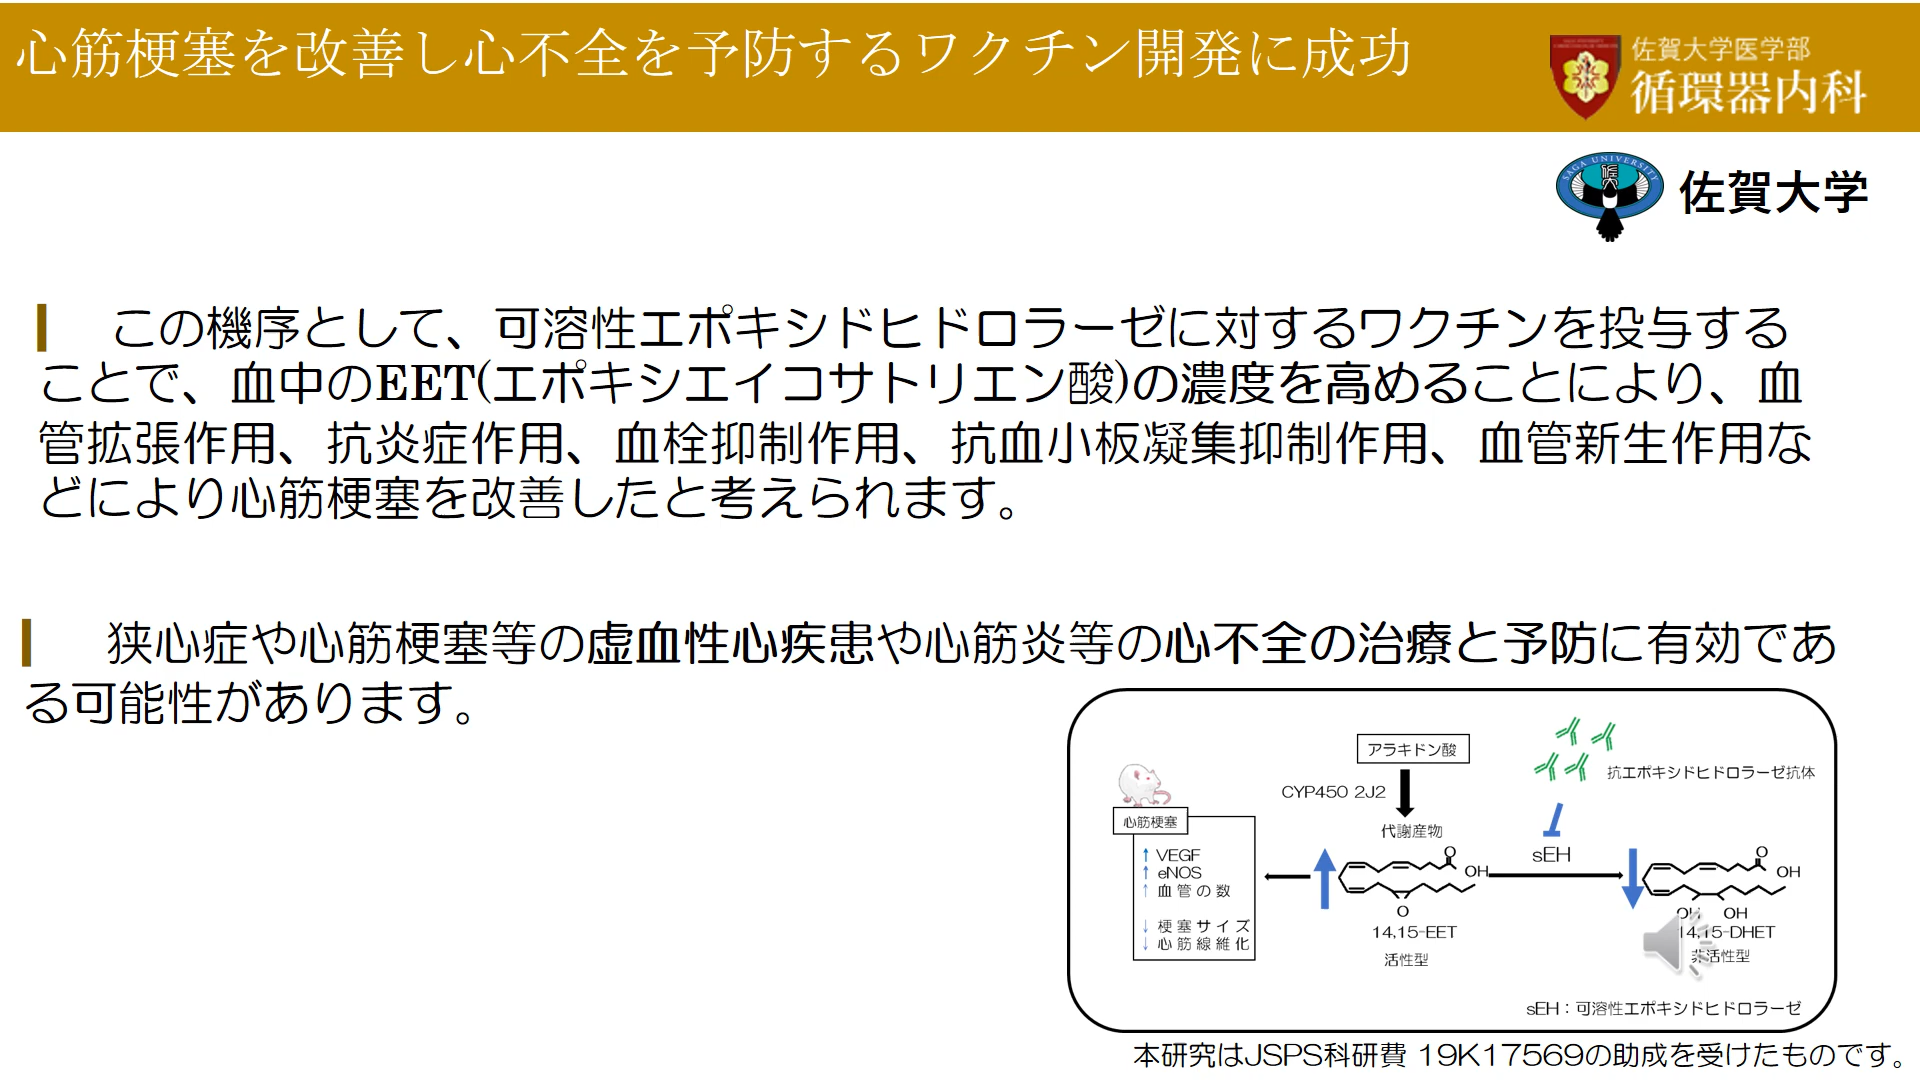 心筋梗塞を改善し心不全を予防するワクチン開発に成功
佐賀大学医学部
循環器内科
SAGA UNIVERSITY
佐賀大学
この機序として、可溶性エポキシドヒドロラーゼに対するワクチンを投与する
ことで、血中のEET(エポキシエイコサトリエン酸)の濃度を高めることにより、血
管拡張作用、抗炎症作用、血栓抑制作用、抗血小板凝集抑制作用、血管新生作用な
どにより心筋梗塞を改善したと考えられます。
狭心症や心筋梗塞等の虚血性心疾患や心筋炎等の心不全の治療と予防に有効であ
る可能性があります。
アラキドン酸
抗エポキシドヒドロラーゼ抗体
CYP450 2J2
心筋梗塞
代謝産物
↑ VEGF
↑ eNOS
↑ 血管の数
↓ 梗塞サイズ
↓ 心筋線維化
sEH
O
OH
O
O
OH
OH
OH
14,15-EET
活性型
14,15-DHET
非活性型
sEH：可溶性エポキシドヒドロラーゼ
本研究はJSPS科研費 19K17569の助成を受けたものです。